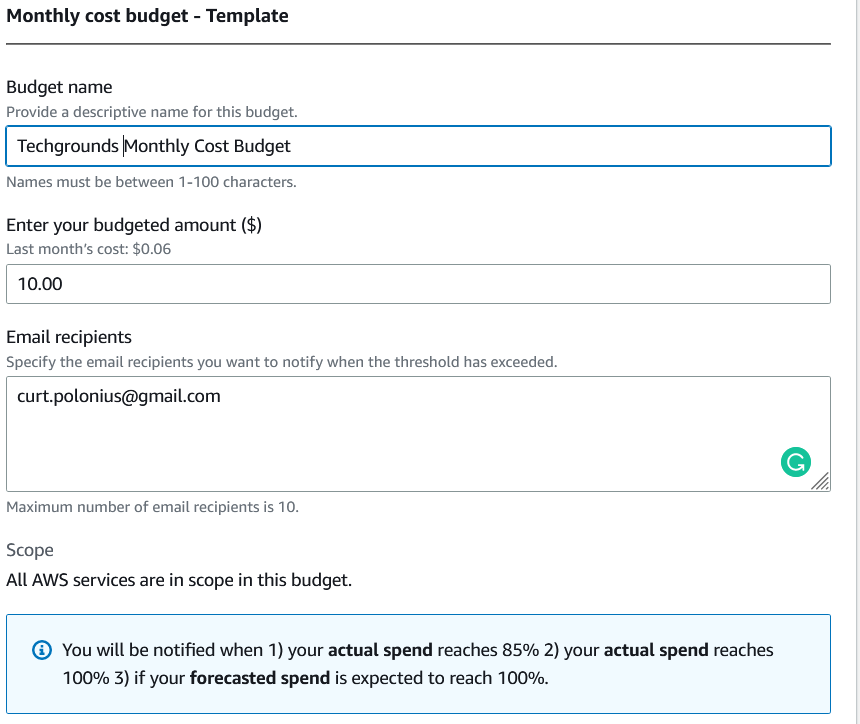 Monthly cost budget - Template
Budget name
Provide a descriptive name for this budget.
Techgrounds Monthly Cost Budget
Names must be between 1-100 characters.
Enter your budgeted amount ($)
Last month's cost: $0.06
10.00
Email recipients
Specify the email recipients you want to notify when the threshold has exceeded.
curt.polonius@gmail.com
Maximum number of email recipients is 10.
Scope
All AWS services are in scope in this budget.
You will be notified when 1) your actual spend reaches 85% 2) your actual spend reaches
100% 3) if your forecasted spend is expected to reach 100%.